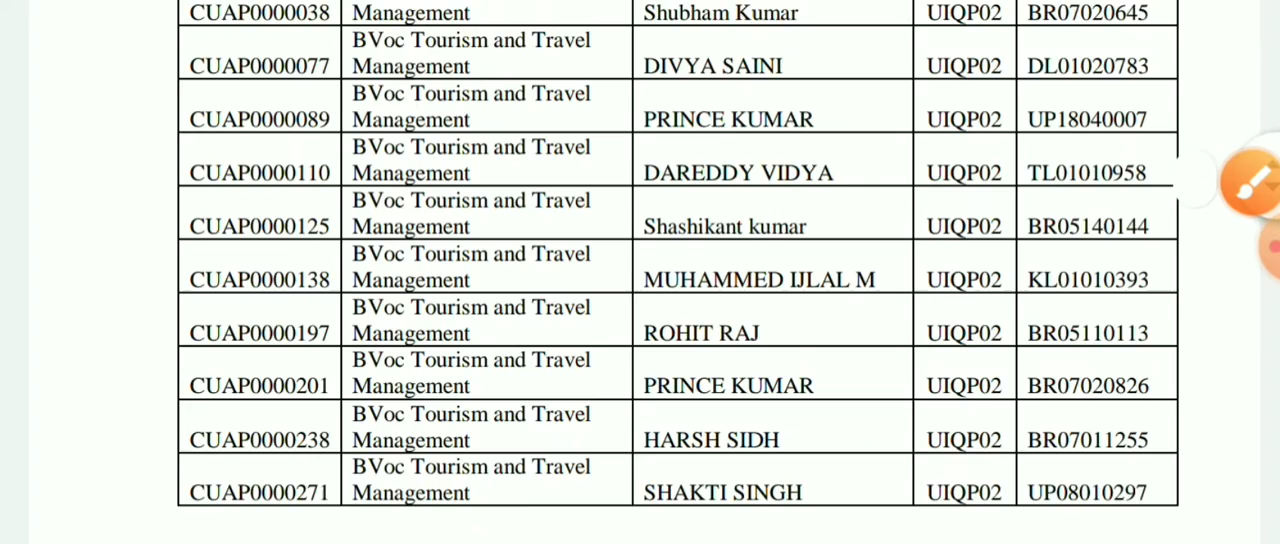 CUAP0000038 Management Shubham Kumar UIQP02 BR07020645
BVoc Tourism and Travel
CUAP0000077 Management DIVYA SAINI UIQP02 DL01020783
BVoc Tourism and Travel
CUAP0000089 Management PRINCE KUMAR UIQP02 UP18040007
BVoc Tourism and Travel
CUAP0000110 Management DAREDDY VIDYA UIQP02 TL01010958
BVoc Tourism and Travel
CUAP0000125 Management Shashikant kumar UIQP02 BR05140144
BVoc Tourism and Travel
CUAP0000138 Management MUHAMMED IJLAL M UIQP02 KL01010393
BVoc Tourism and Travel
CUAP0000197 Management ROHIT RAJ UIQP02 BR05110113
BVoc Tourism and Travel
CUAP0000201 Management PRINCE KUMAR UIQP02 BR07020826
BVoc Tourism and Travel
CUAP0000238 Management HARSH SIDH UIQP02 BR07011255
BVoc Tourism and Travel
CUAP0000271 Management SHAKTI SINGH UIQP02 UP08010297